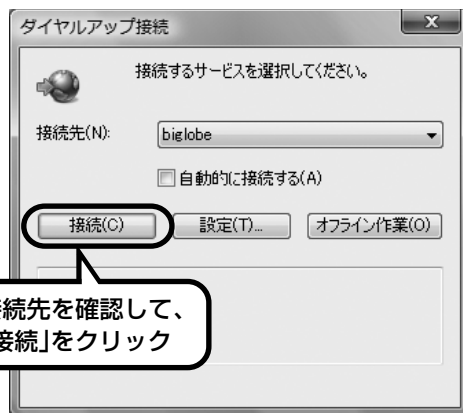 ダイヤルアップ接続
接続するサービスを選択してください。
接続先(N):
biglobe
自動的に接続する(A)
接続(C)
設定(T)...
オフライン作業(O)
続先を確認して、
接続」をクリック